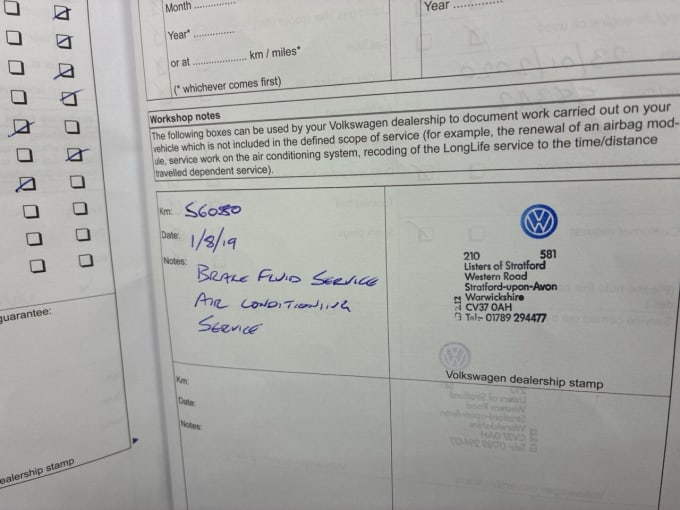 Month ..............
Year* ..............
or at .................... km / miles*
(* whichever comes first)
Year ..............
Workshop notes
The following boxes can be used by your Volkswagen dealership to document work carried out on your
vehicle which is not included in the defined scope of service (for example, the renewal of an airbag mod-
ule, service work on the air conditioning system, recoding of the LongLife service to the time/distance
travelled dependent service).
Km: 56080
Date: 1/8/19
Notes: BRAKE FLUID SERVICE
AIR CONDITIONIING
SERVICE
210 581
Listers of Stratford
Western Road
Stratford-upon-Avon
Warwickshire
CV37 0AH
Tel:- 01789 294477
Volkswagen dealership stamp
Km:
Date:
Notes:
guarantee:
ealership stamp